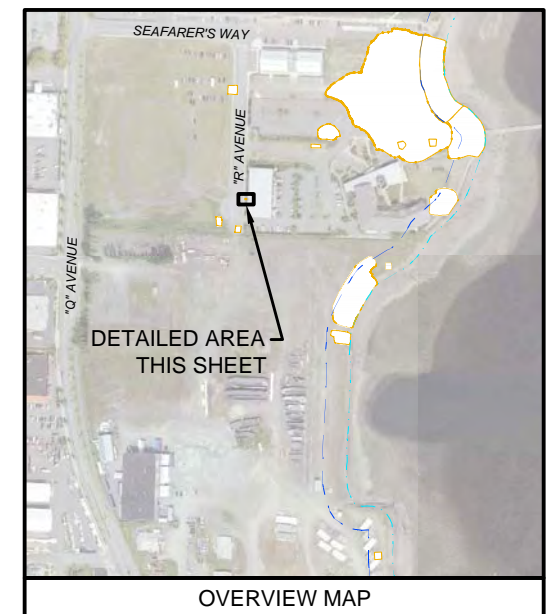 SEAFARER'S WAY
"R" AVENUE
"Q" AVENUE
DETAILED AREA
THIS SHEET
OVERVIEW MAP